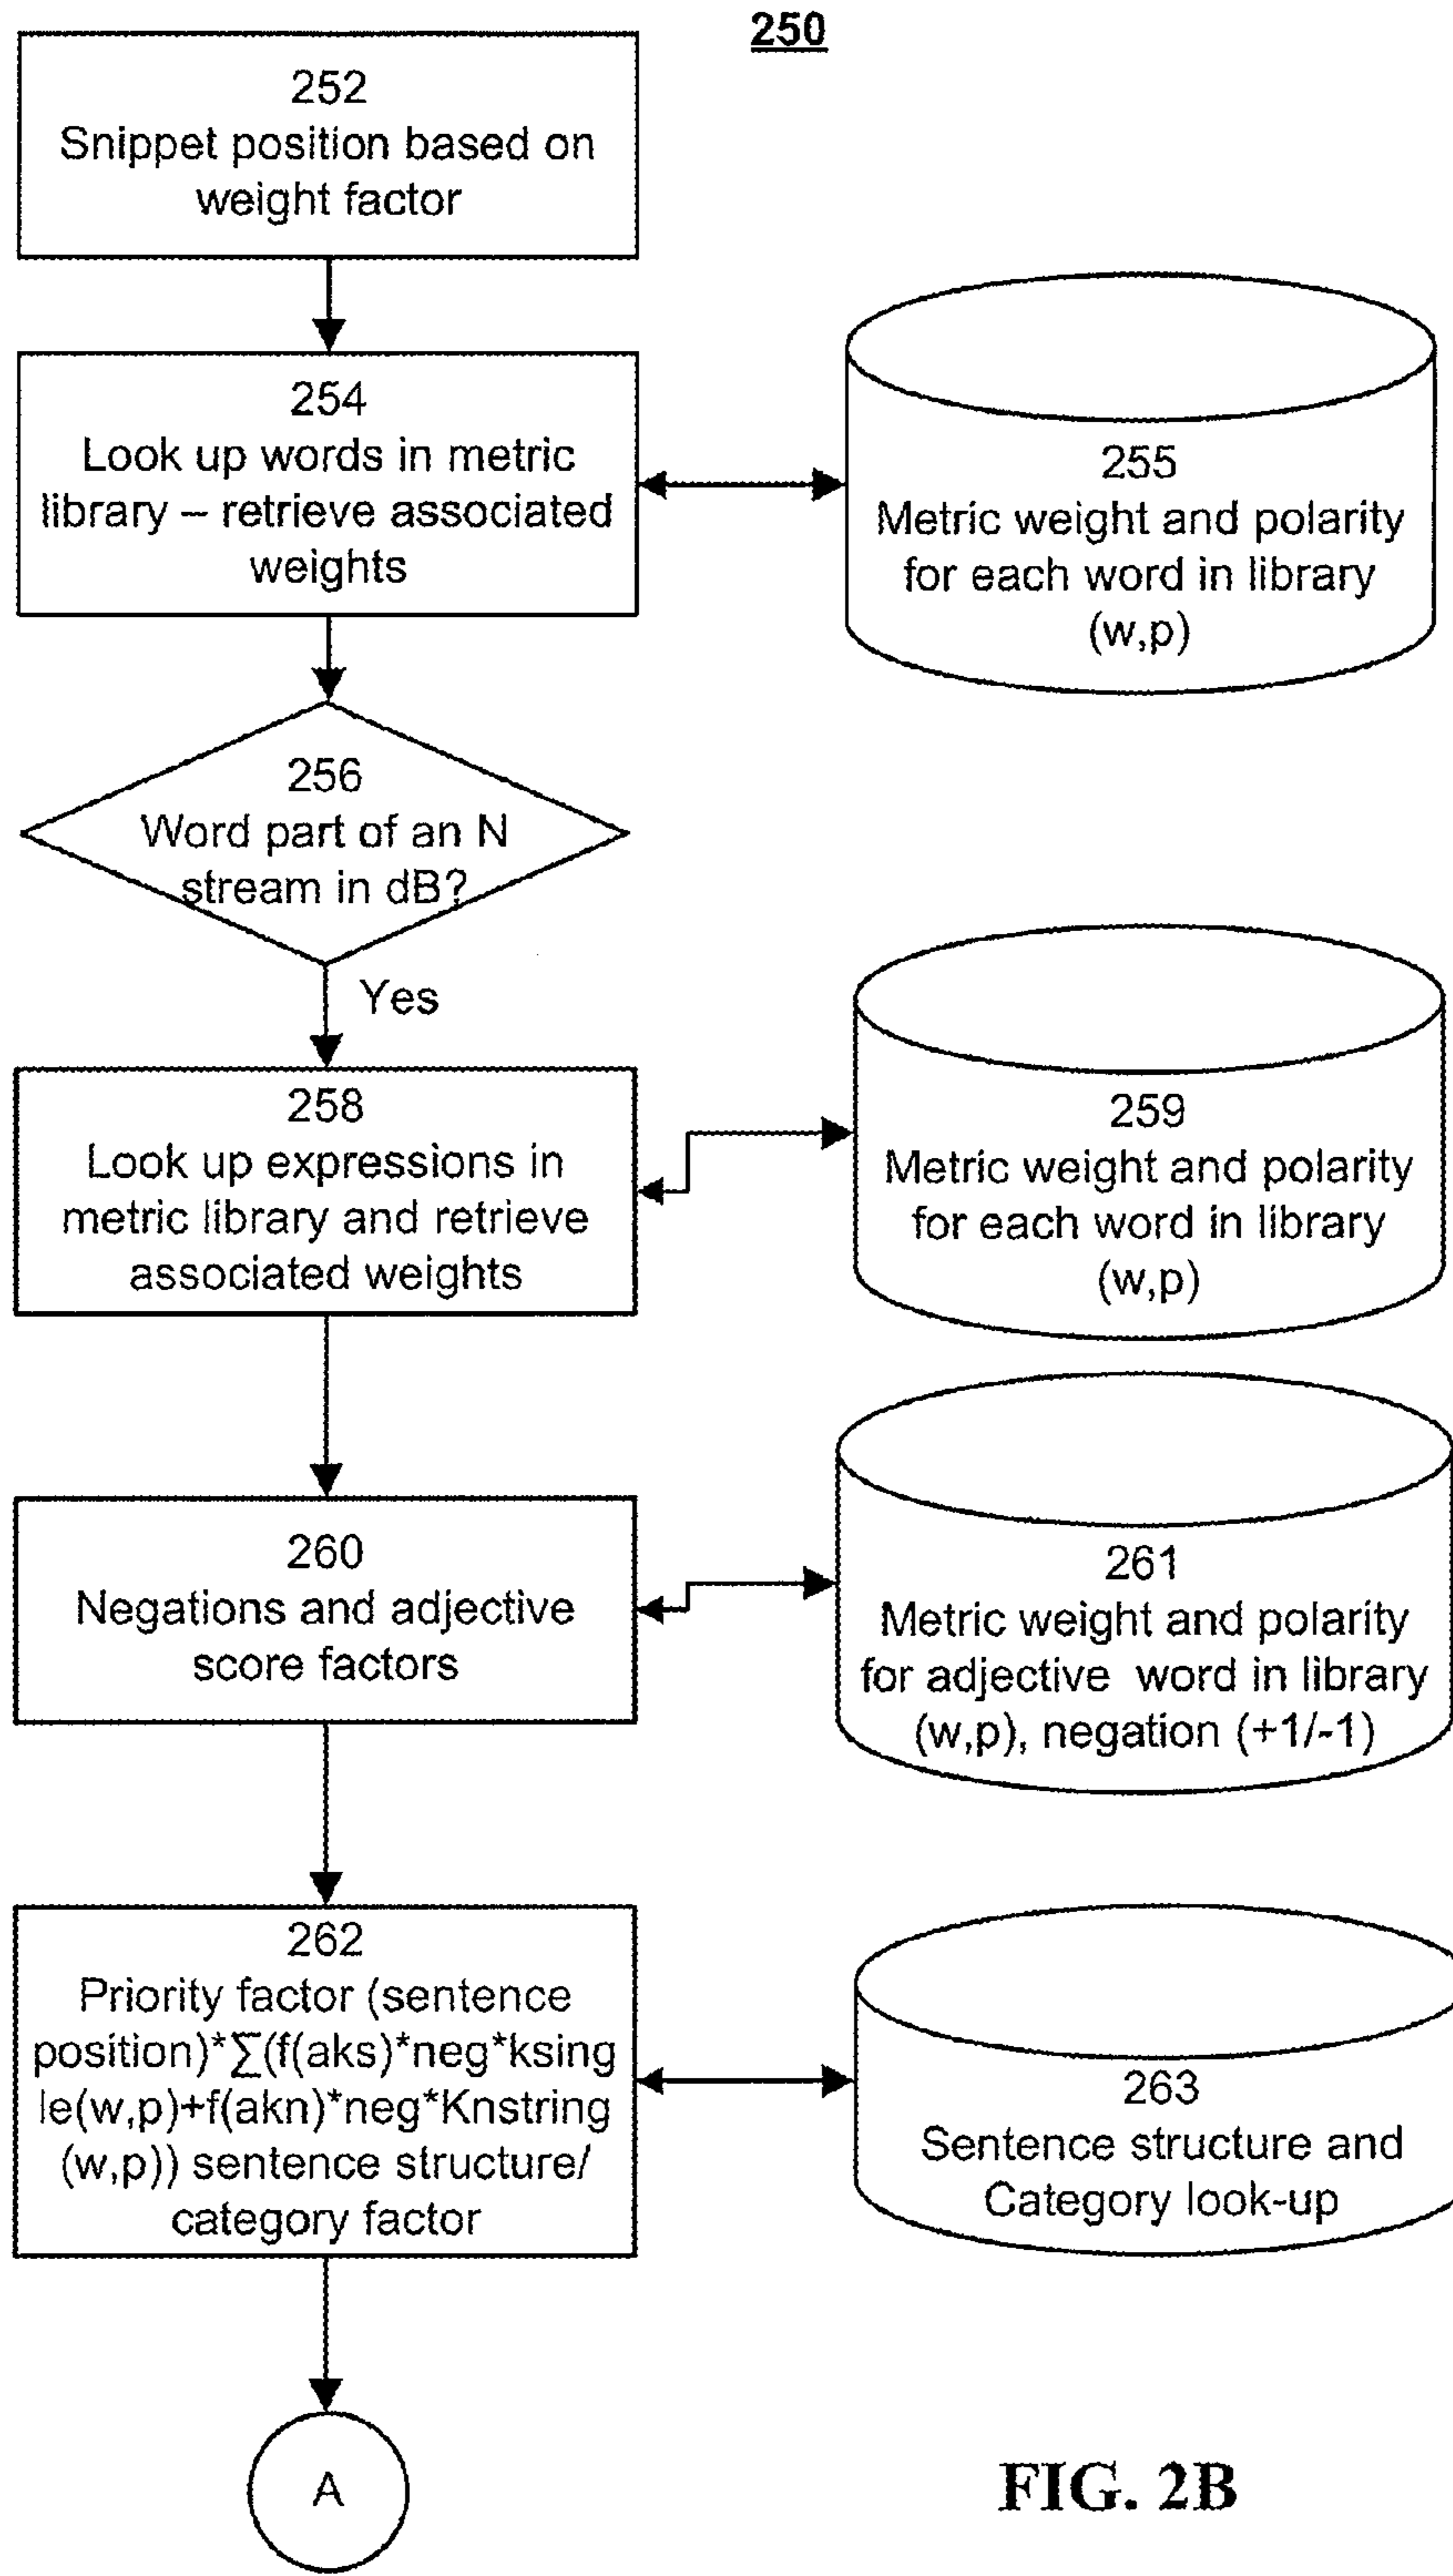 250
252
Snippet position based on
weight factor
254
Look up words in metric
library – retrieve associated
weights
255
Metric weight and polarity
for each word in library
(w,p)
256
Word part of an N
stream in dB?
Yes
258
Look up expressions in
metric library and retrieve
associated weights
259
Metric weight and polarity
for each word in library
(w,p)
260
Negations and adjective
score factors
261
Metric weight and polarity
for adjective word in library
(w,p), negation (+1/-1)
262
Priority factor (sentence
position)*∑(f(aks)*neg*ksing
le(w,p)+f(akn)*neg*Knstring
(w,p)) sentence structure/
category factor
263
Sentence structure and
Category look-up
A
FIG. 2B